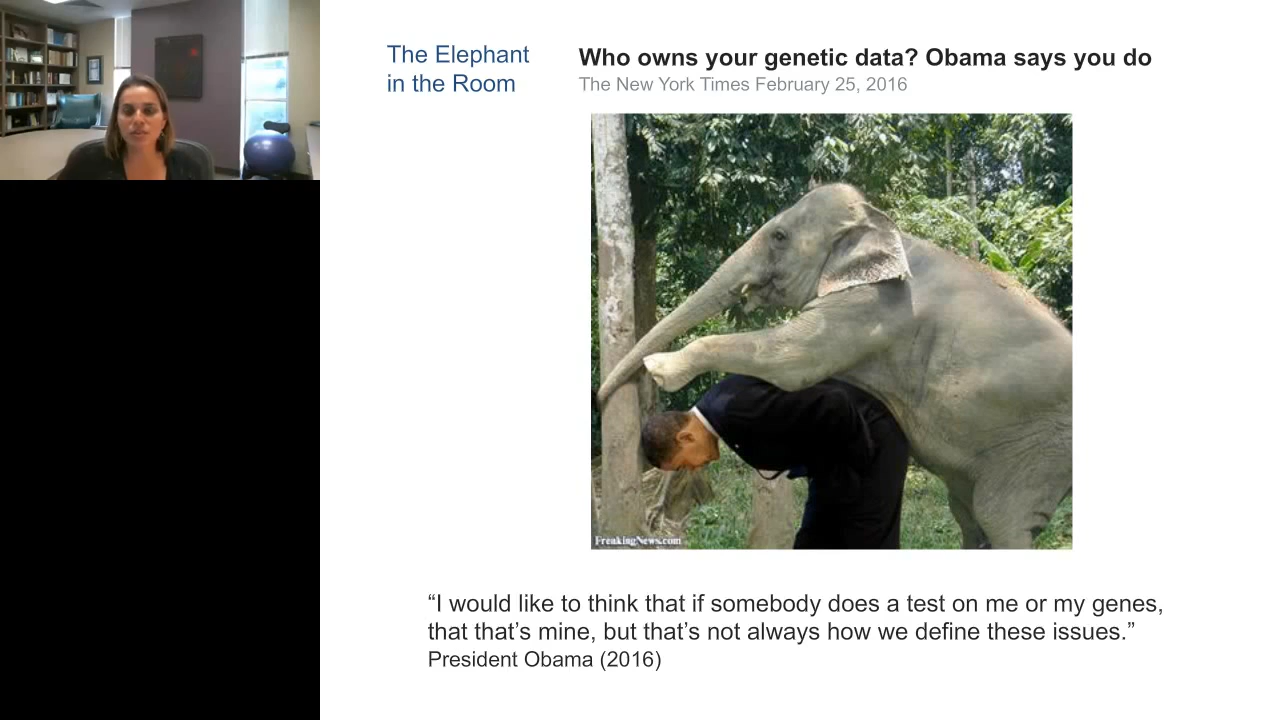 The Elephant
in the Room
Who owns your genetic data? Obama says you do
The New York Times February 25, 2016
FreakingNews.com
“I would like to think that if somebody does a test on me or my genes,
that that’s mine, but that’s not always how we define these issues.”
President Obama (2016)